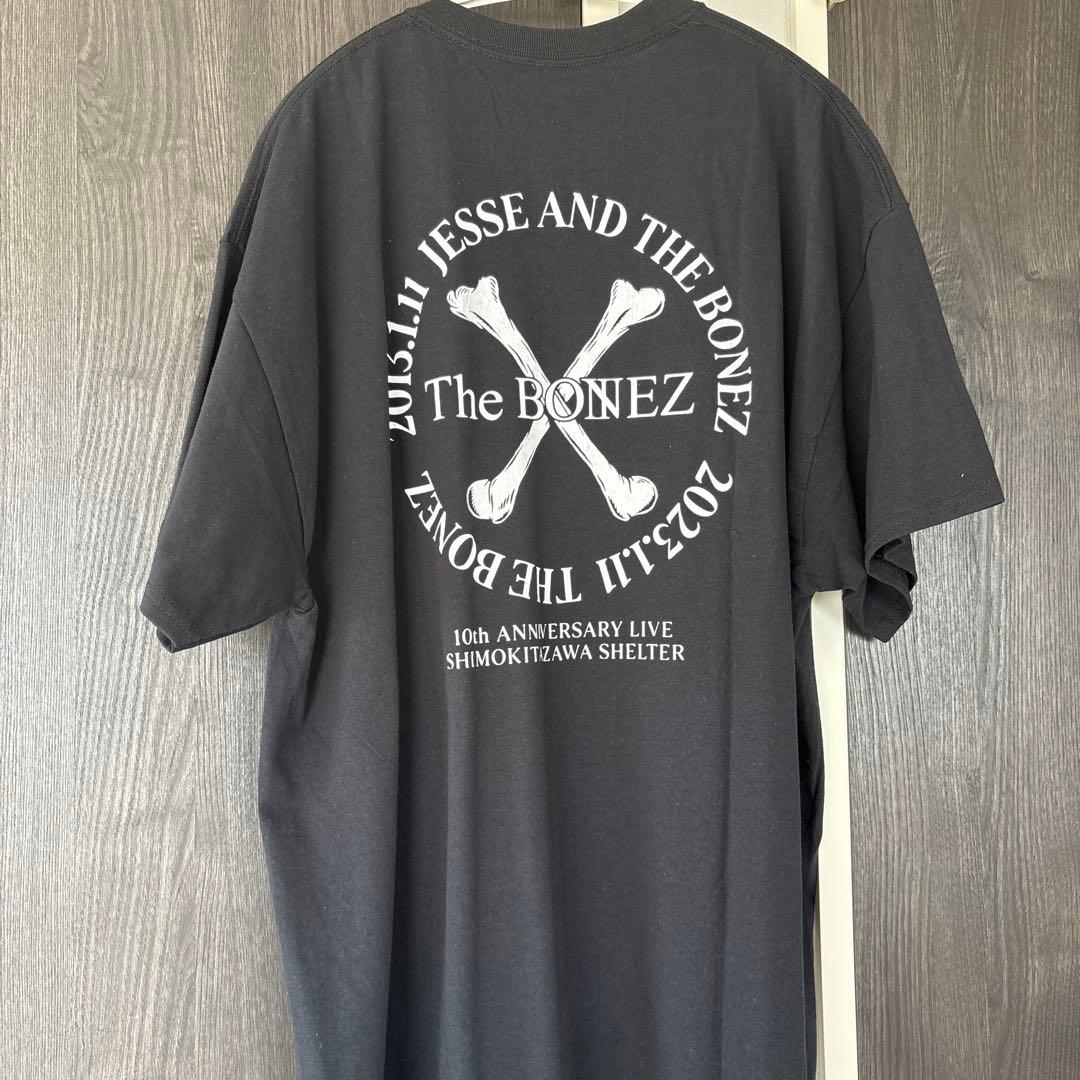 2013.1.11 JESSE AND THE BONEZ
The BONEZ
2023.1.11 THE BONEZ
10th ANNIVERSARY LIVE
SHIMOKITAZAWA SHELTER